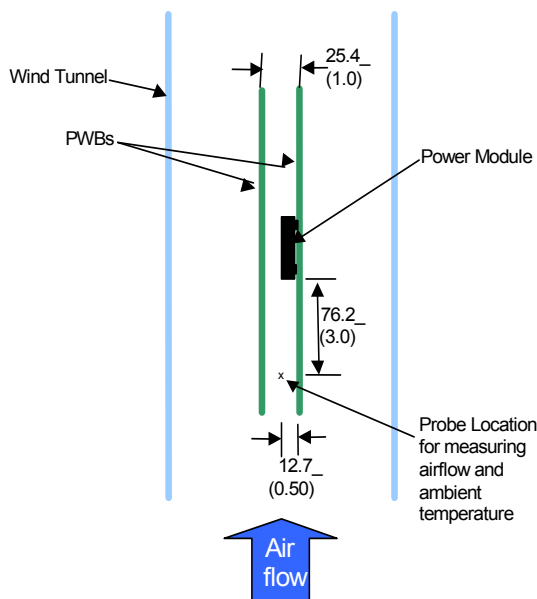 25.4_
(1.0)
Wind Tunnel
PWBs
Power Module
76.2_
(3.0)
x
Probe Location
for measuring
airflow and
ambient
temperature
12.7_
(0.50)
Air
flow